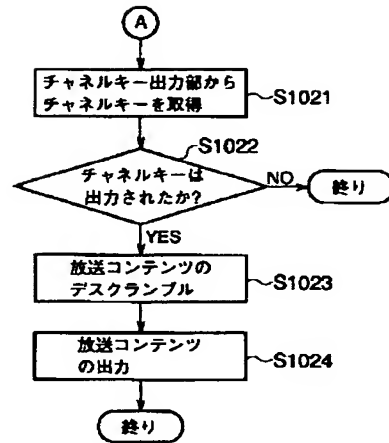 A
チャネルキー出力部から
チャネルキーを取得
S1021
S1022
チャネルキーは
出力されたか?
NO
終り
YES
放送コンテンツの
デスクランブル
S1023
放送コンテンツ
の出力
S1024
終り